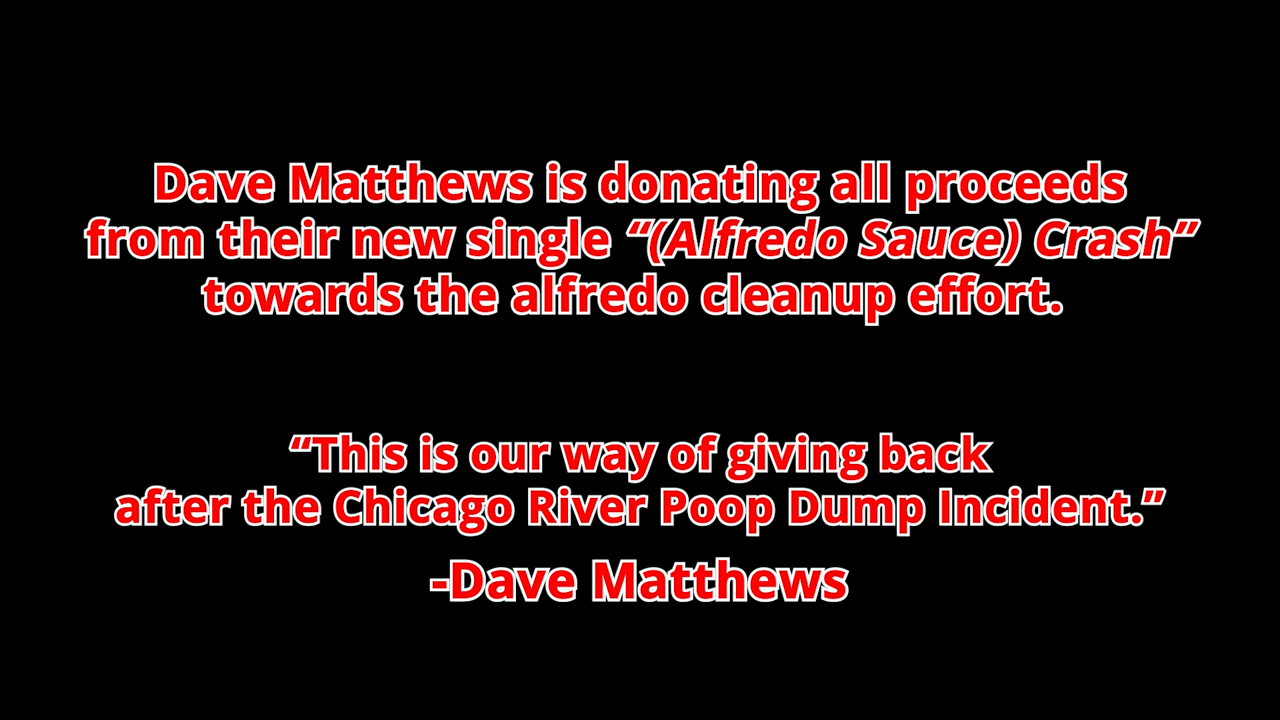 Dave Matthews is donating all proceeds
from their new single “(Alfredo Sauce) Crash”
towards the alfredo cleanup effort.
“This is our way of giving back
after the Chicago River Poop Dump Incident.”
-Dave Matthews